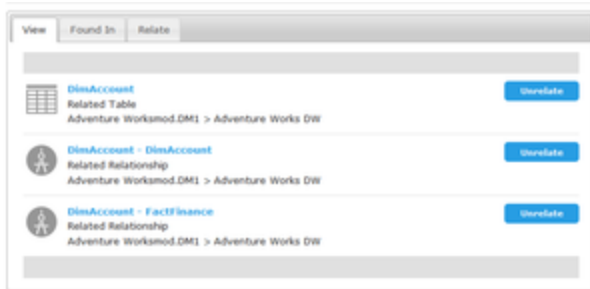 View Found In Relate
DimAccount Unrelate
Related Table
Adventure Worksmod.DM1 > Adventure Works DW
DimAccount - DimAccount Unrelate
Related Relationship
Adventure Worksmod.DM1 > Adventure Works DW
DimAccount - FactFinance Unrelate
Related Relationship
Adventure Worksmod.DM1 > Adventure Works DW